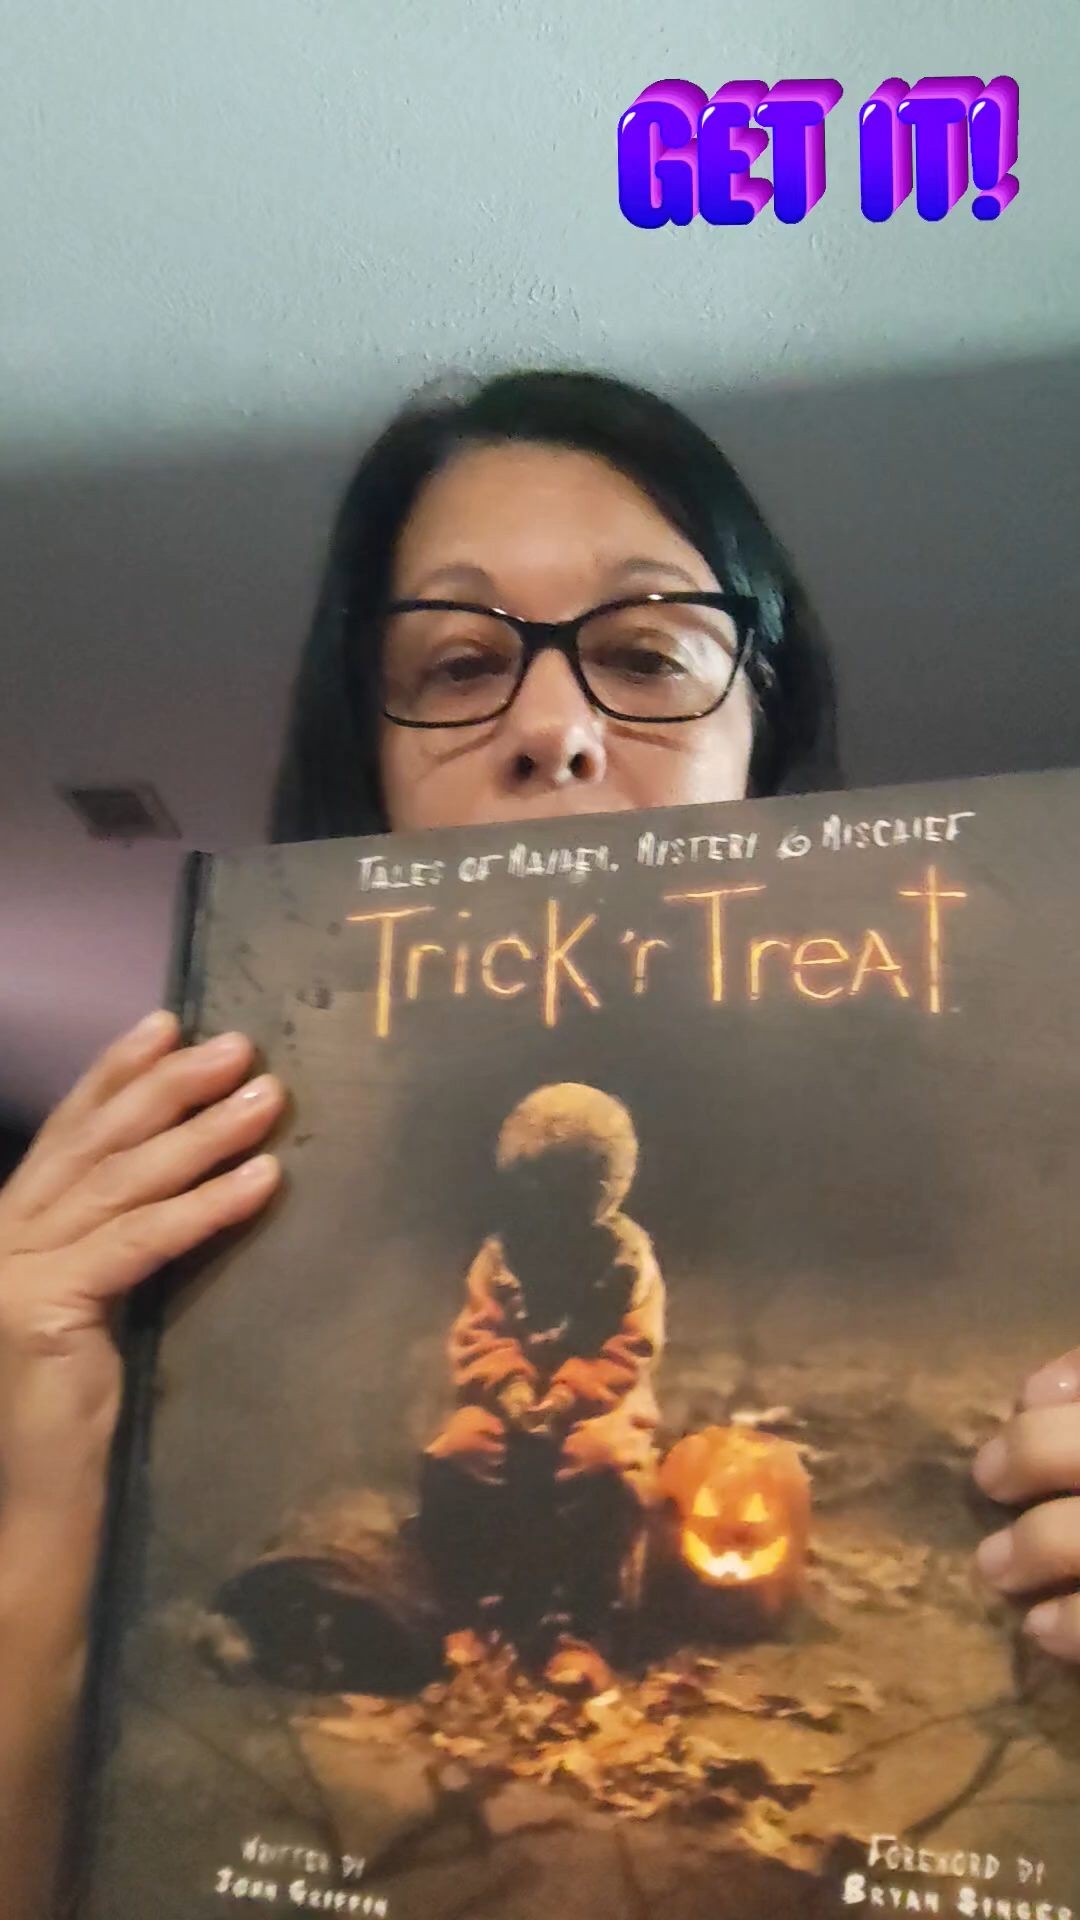 GET IT!
TALES OF MAYHEM, MYSTERY & MISCHIEF
Trick 'r Treat
WRITTEN BY
JOHN GRIFFIN
FOREWORD BY
BRYAN SINGER